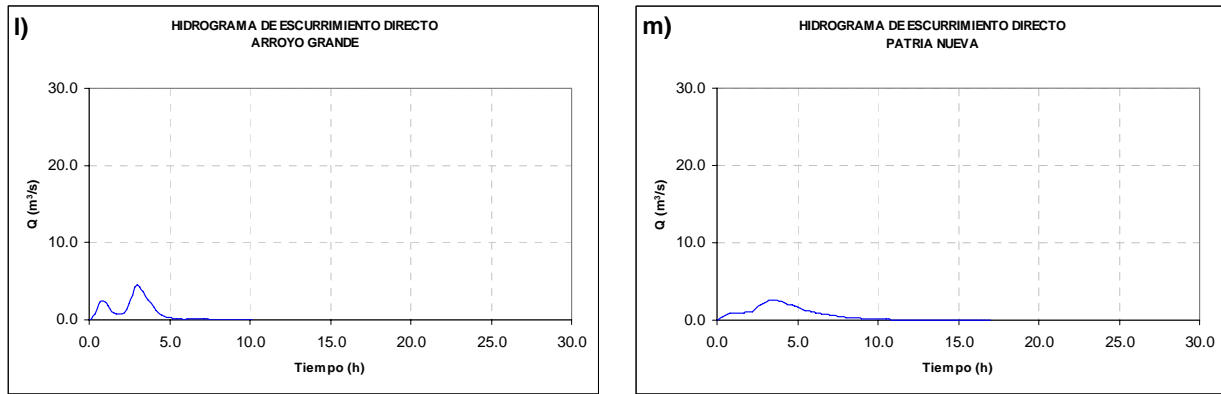 l)
HIDROGRAMA DE ESCURRIMIENTO DIRECTO
ARROYO GRANDE
30.0
20.0
10.0
0.0
Q (m³/s)
0.0 5.0 10.0 15.0 20.0 25.0 30.0
Tiempo (h)
m)
HIDROGRAMA DE ESCURRIMIENTO DIRECTO
PATRIA NUEVA
30.0
20.0
10.0
0.0
Q (m³/s)
0.0 5.0 10.0 15.0 20.0 25.0 30.0
Tiempo (h)